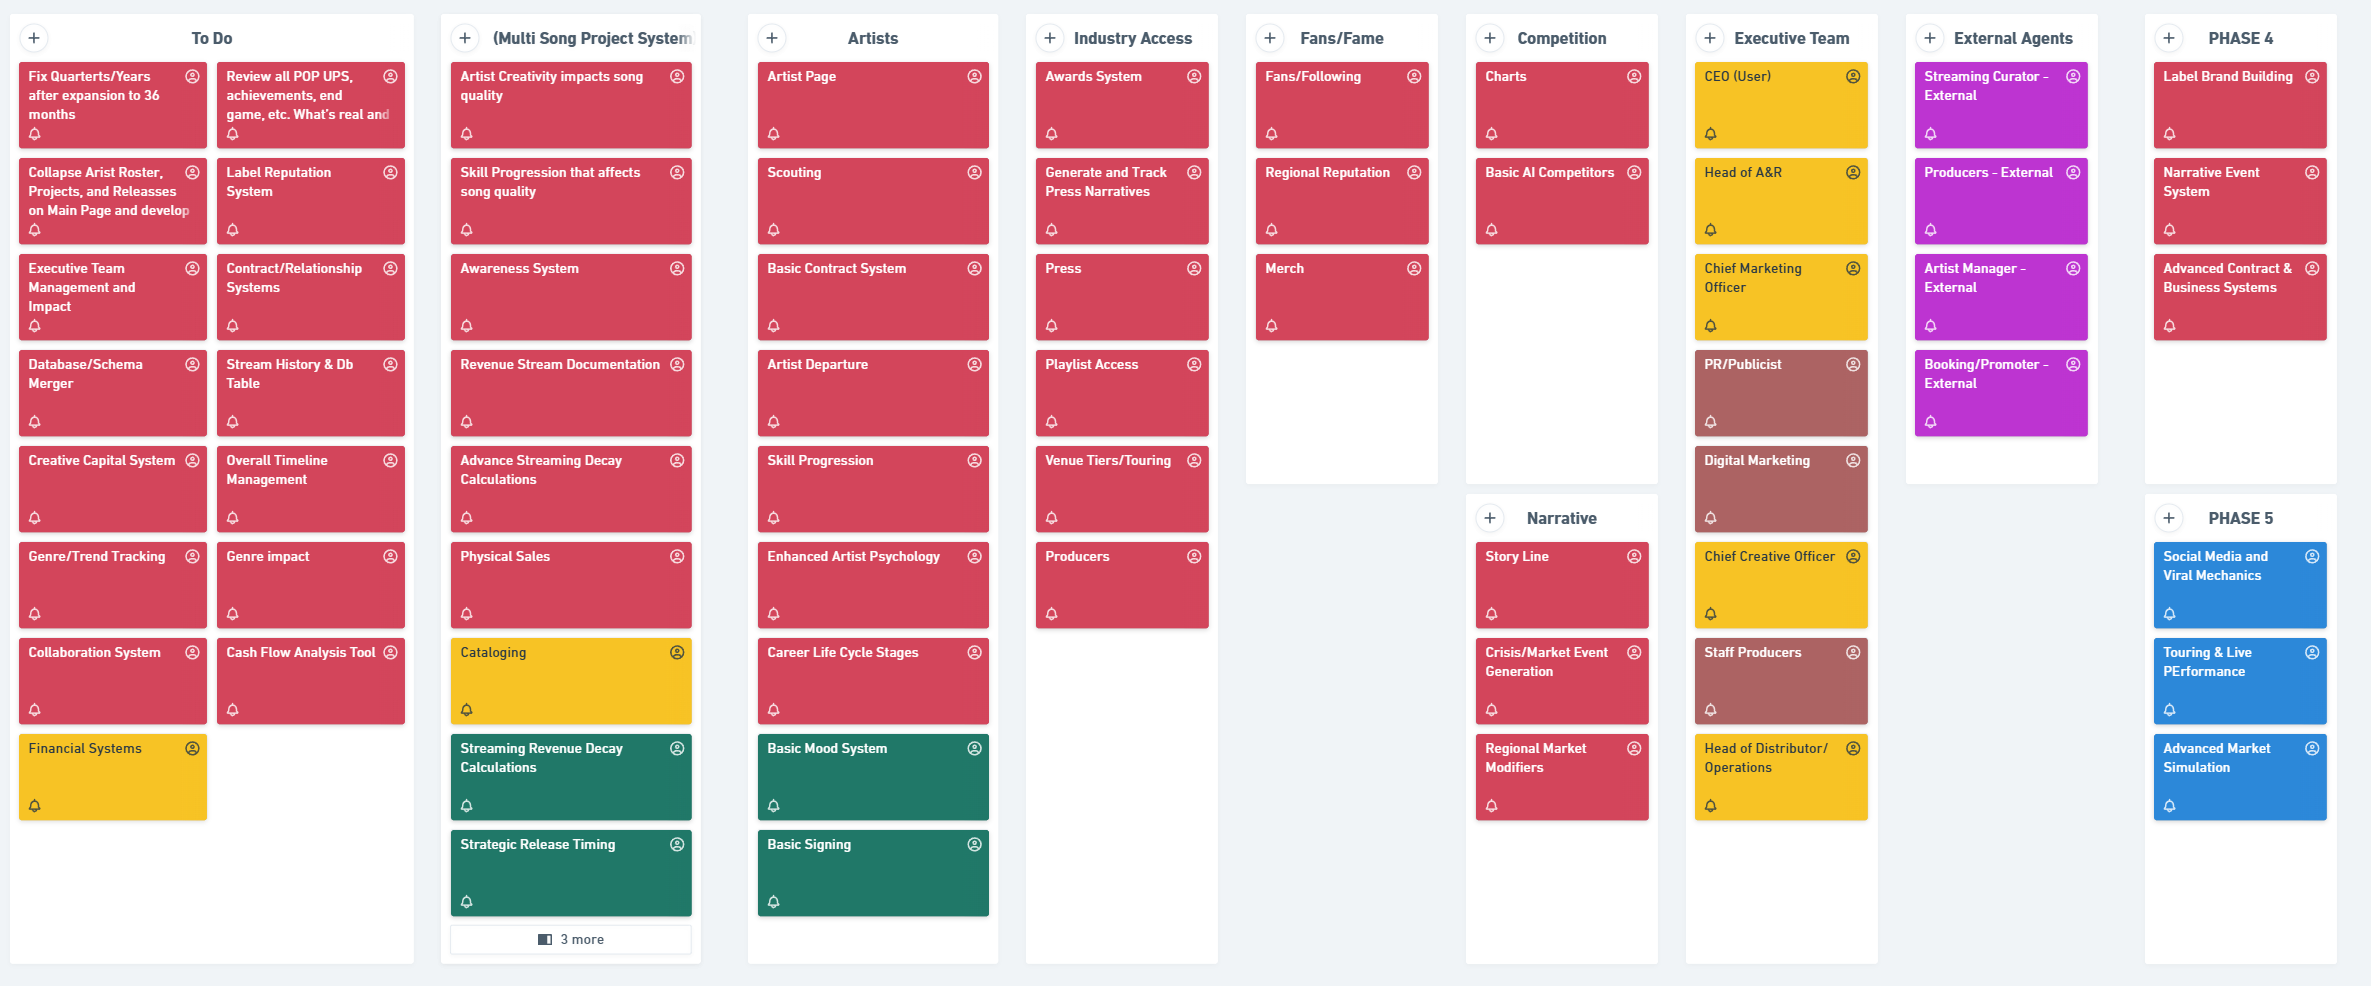 To Do
Fix Quarterts/Years
after expansion to 36
months
Review all POP UPS,
achievements, end
game, etc. What's real and
Collapse Arist Roster,
Projects, and Releasses
on Main Page and develop
Label Reputation
System
Executive Team
Management and
Impact
Contract/Relationship
Systems
Database/Schema
Merger
Stream History & Db
Table
Creative Capital System
Overall Timeline
Management
Genre/Trend Tracking
Genre impact
Collaboration System
Cash Flow Analysis Tool
Financial Systems
(Multi Song Project System
Artist Creativity impacts song
quality
Skill Progression that affects
song quality
Awareness System
Revenue Stream Documentation
Advance Streaming Decay
Calculations
Physical Sales
Cataloging
Streaming Revenue Decay
Calculations
Strategic Release Timing
3 more
Artists
Artist Page
Scouting
Basic Contract System
Artist Departure
Skill Progression
Enhanced Artist Psychology
Career Life Cycle Stages
Basic Mood System
Basic Signing
Industry Access
Awards System
Generate and Track
Press Narratives
Press
Playlist Access
Venue Tiers/Touring
Producers
Fans/Fame
Fans/Following
Regional Reputation
Merch
Competition
Charts
Basic AI Competitors
Narrative
Story Line
Crisis/Market Event
Generation
Regional Market
Modifiers
Executive Team
CEO (User)
Head of A&R
Chief Marketing
Officer
PR/Publicist
Digital Marketing
Chief Creative Officer
Staff Producers
Head of Distributor/
Operations
External Agents
Streaming Curator -
External
Producers - External
Artist Manager -
External
Booking/Promoter -
External
PHASE 4
Label Brand Building
Narrative Event
System
Advanced Contract &
Business Systems
PHASE 5
Social Media and
Viral Mechanics
Touring & Live
PErformance
Advanced Market
Simulation